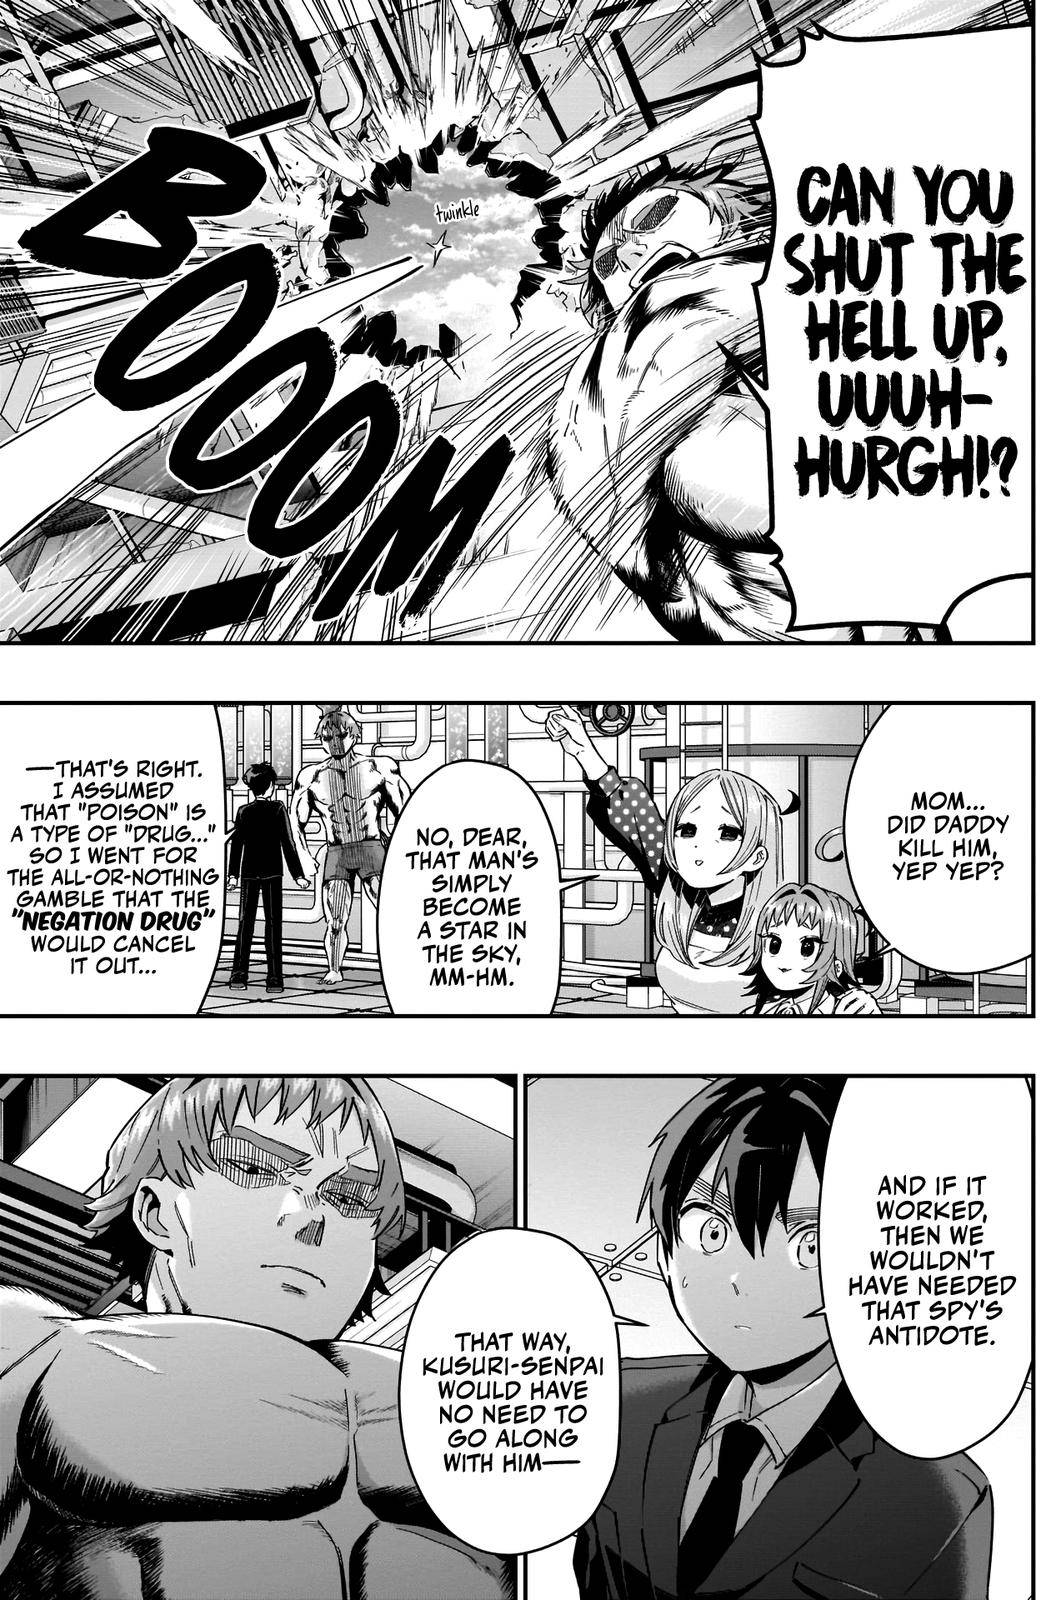 CAN YOU
SHUT THE
HELL UP,
UUUH-
HURGH!?
twinkle
BOOOM
MOM...
DID DADDY
KILL HIM,
YEP YEP?
NO, DEAR,
THAT MAN'S
SIMPLY
BECOME
A STAR IN
THE SKY,
MM-HM.
—THAT'S RIGHT.
I ASSUMED
THAT "POISON" IS
A TYPE OF "DRUG..."
SO I WENT FOR
THE ALL-OR-NOTHING
GAMBLE THAT THE
"NEGATION DRUG"
WOULD CANCEL
IT OUT...
AND IF IT
WORKED,
THEN WE
WOULDN'T
HAVE NEEDED
THAT SPY'S
ANTIDOTE.
THAT WAY,
KUSURI-SENPAI
WOULD HAVE
NO NEED TO
GO ALONG
WITH HIM—